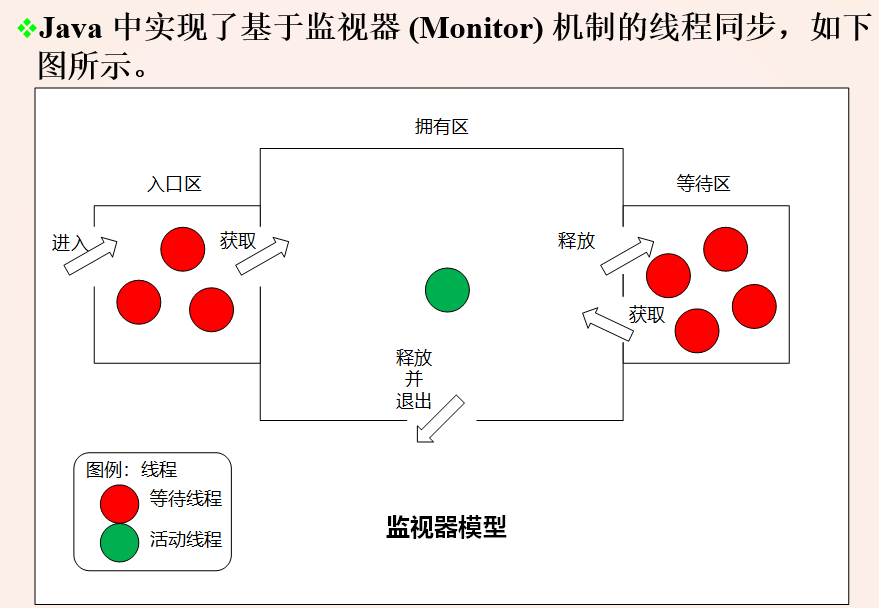 Java 中实现了基于监视器 (Monitor) 机制的线程同步，如下
图所示。
拥有区
入口区
等待区
进入
获取
释放
获取
释放
并
退出
图例：线程
等待线程
活动线程
监视器模型